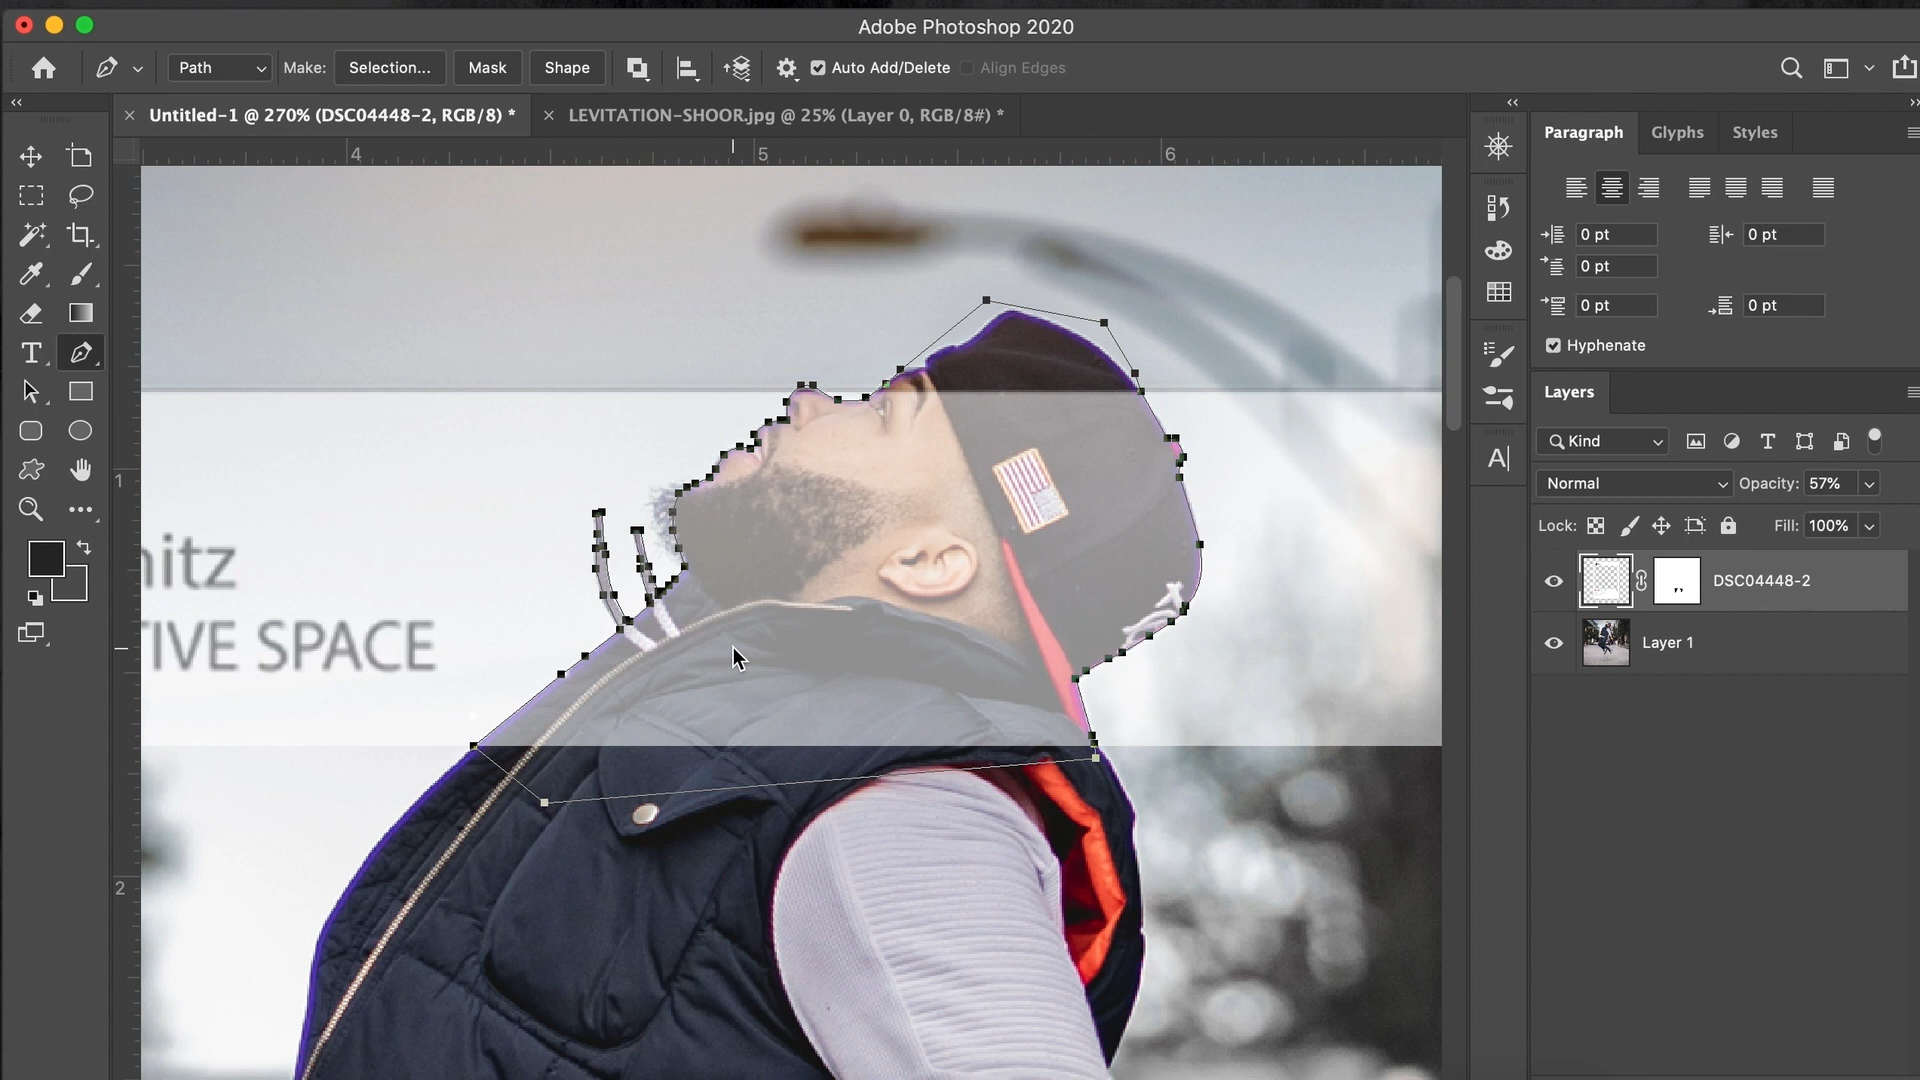 Adobe Photoshop 2020
Path
Make:
Selection...
Mask
Shape
Auto Add/Delete
Align Edges
Untitled-1 @ 270% (DSC04448-2, RGB/8) *
LEVITATION-SHOOR.jpg @ 25% (Layer 0, RGB/8#) *
4
5
6
1
2
nitz
TIVE SPACE
Paragraph
Glyphs
Styles
0 pt
0 pt
0 pt
0 pt
0 pt
Hyphenate
Layers
Kind
Normal
Opacity: 57%
Lock:
Fill: 100%
DSC04448-2
Layer 1